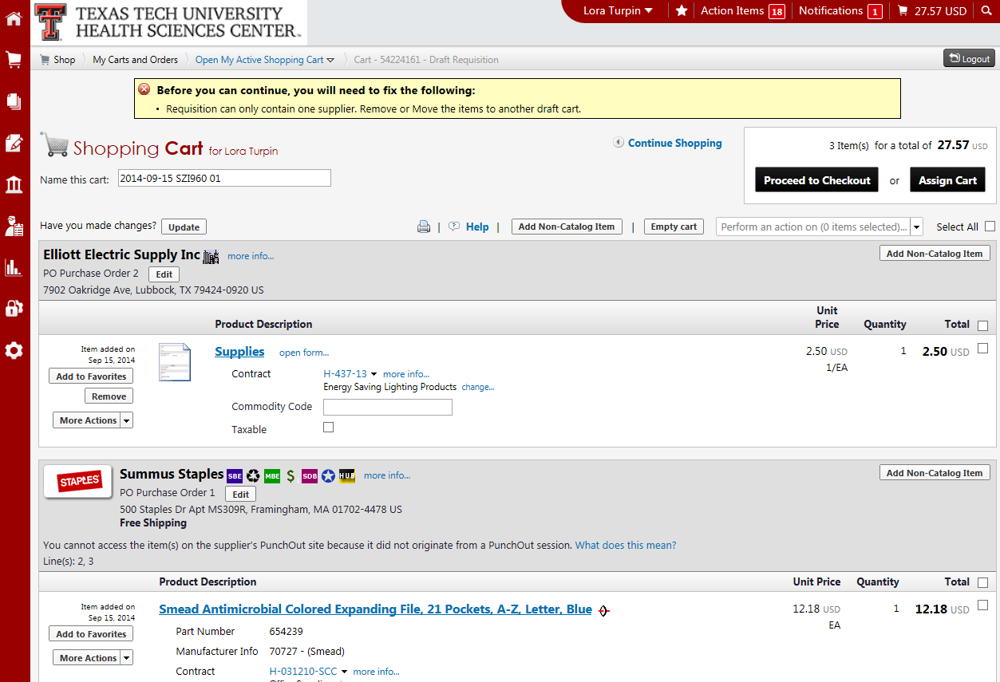 TEXAS TECH UNIVERSITY
HEALTH SCIENCES CENTER™
Lora Turpin
Action Items 18
Notifications 1
27.57 USD
Shop
My Carts and Orders
Open My Active Shopping Cart
Cart - 54224161 - Draft Requisition
Logout
Before you can continue, you will need to fix the following:
• Requisition can only contain one supplier. Remove or Move the items to another draft cart.
Shopping Cart for Lora Turpin
Continue Shopping
3 Item(s) for a total of 27.57 USD
Name this cart: 2014-09-15 SZI960 01
Proceed to Checkout or Assign Cart
Have you made changes? Update
| ? Help | Add Non-Catalog Item | Empty cart
Perform an action on (0 items selected)...
Select All
Elliott Electric Supply Inc more info...
Add Non-Catalog Item
PO Purchase Order 2 Edit
7902 Oakridge Ave, Lubbock, TX 79424-0920 US
Product Description Unit Price Quantity Total
Item added on
Sep 15, 2014
Add to Favorites
Remove
More Actions
Supplies open form...
2.50 USD 1 2.50 USD
1/EA
Contract H-437-13 more info...
Energy Saving Lighting Products change...
Commodity Code
Taxable
STAPLES
Summus Staples SBE MBE $ SDB HUB more info...
Add Non-Catalog Item
PO Purchase Order 1 Edit
500 Staples Dr Apt MS309R, Framingham, MA 01702-4478 US
Free Shipping
You cannot access the item(s) on the supplier's PunchOut site because it did not originate from a PunchOut session. What does this mean?
Line(s): 2, 3
Product Description Unit Price Quantity Total
Item added on
Sep 15, 2014
Add to Favorites
More Actions
Smead Antimicrobial Colored Expanding File, 21 Pockets, A-Z, Letter, Blue
12.18 USD 1 12.18 USD
EA
Part Number 654239
Manufacturer Info 70727 - (Smead)
Contract H-031210-SCC more info...